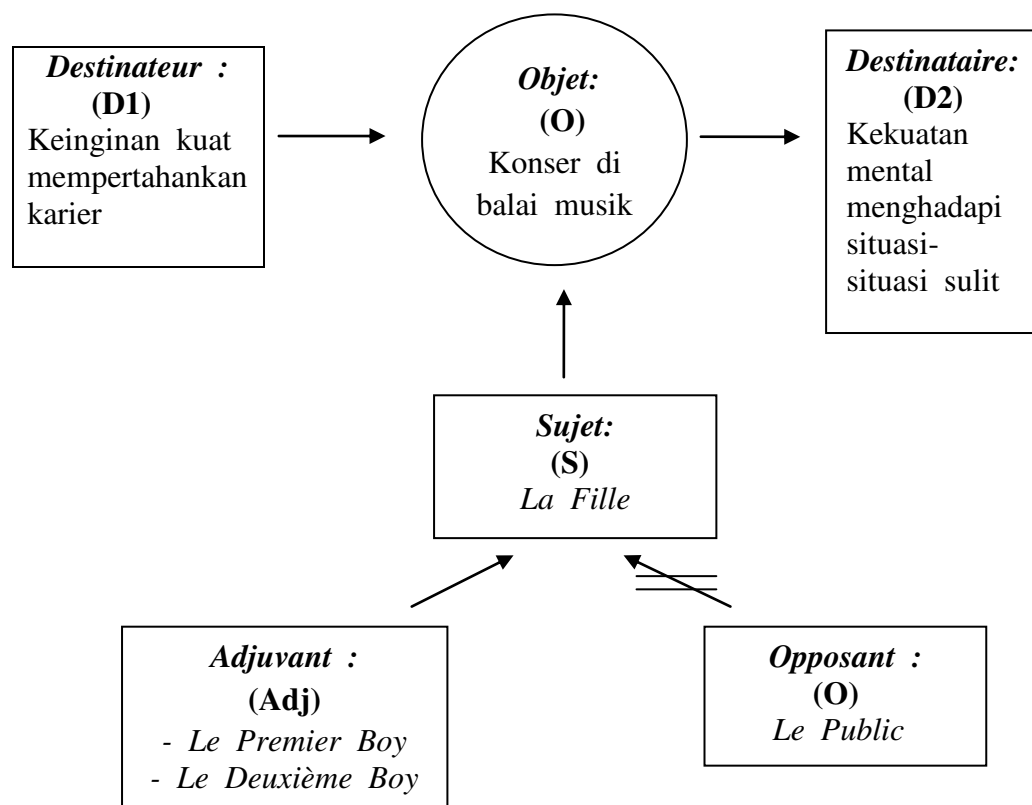 Destinateur :
(D1)
Keinginan kuat
mempertahankan
karier
Objet:
(O)
Konser di
balai musik
Destinataire:
(D2)
Kekuatan
mental
menghadapi
situasi-
situasi sulit
Sujet:
(S)
La Fille
Adjuvant :
(Adj)
- Le Premier Boy
- Le Deuxième Boy
Opposant :
(O)
Le Public